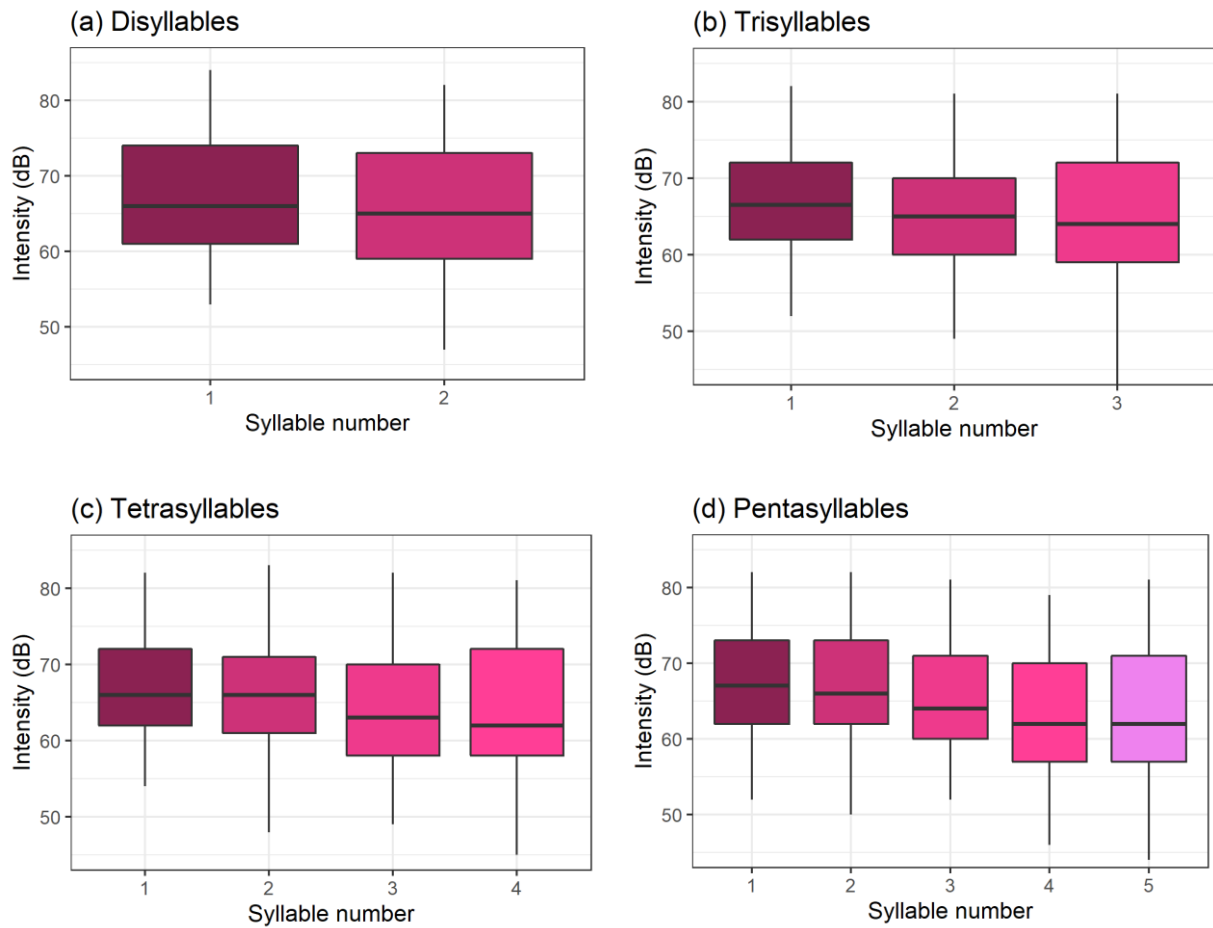 (a) Disyllables
Intensity (dB)
80
70
60
50
1 2
Syllable number
(b) Trisyllables
Intensity (dB)
80
70
60
50
1 2 3
Syllable number
(c) Tetrasyllables
Intensity (dB)
80
70
60
50
1 2 3 4
Syllable number
(d) Pentasyllables
Intensity (dB)
80
70
60
50
1 2 3 4 5
Syllable number